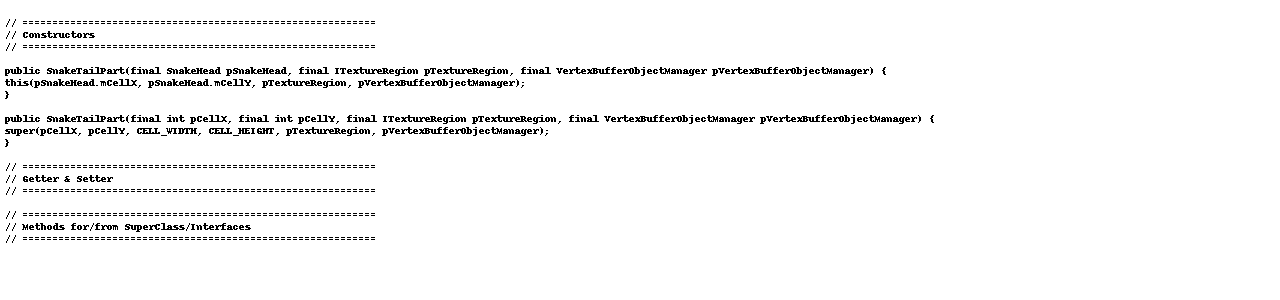 // ===========================================================
// Constructors
// ===========================================================
public SnakeTailPart(final SnakeHead pSnakeHead, final ITextureRegion pTextureRegion, final VertexBufferObjectManager pVertexBufferObjectManager) {
this(pSnakeHead.mCellX, pSnakeHead.mCellY, pTextureRegion, pVertexBufferObjectManager);
}
public SnakeTailPart(final int pCellX, final int pCellY, final ITextureRegion pTextureRegion, final VertexBufferObjectManager pVertexBufferObjectManager) {
super(pCellX, pCellY, CELL_WIDTH, CELL_HEIGHT, pTextureRegion, pVertexBufferObjectManager);
}
// ===========================================================
// Getter & Setter
// ===========================================================
// ===========================================================
// Methods for/from SuperClass/Interfaces
// ===========================================================